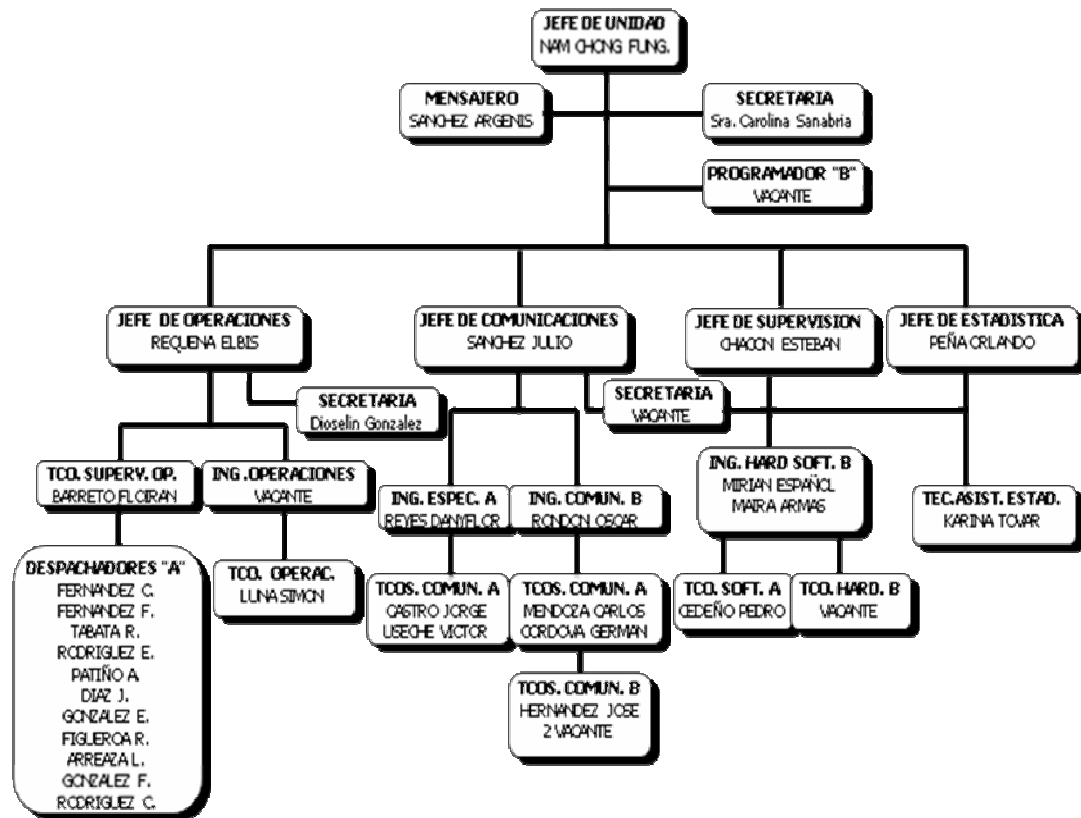 JEFE DE UNIDAD
NAM CHONG FUNG.
MENSAJERO
SANCHEZ ARGENIS
SECRETARIA
Sra. Carolina Sanabria
PROGRAMADOR "B"
VACANTE
JEFE DE OPERACIONES
REQUENA ELBIS
JEFE DE COMUNICACIONES
SANCHEZ JULIO
JEFE DE SUPERVISION
CHACON ESTEBAN
JEFE DE ESTADISTICA
PEÑA ORLANDO
SECRETARIA
Dioselin Gonzalez
SECRETARIA
VACANTE
TCO. SUPERV. OP.
BARRETO FLOIRAN
ING .OPERACIONES
VACANTE
ING. ESPEC. A
REYES DANYFLOR
ING. COMUN. B
RONDON OSCAR
ING. HARD SOFT. B
MIRIAN ESPAÑOL
MAIRA ARMAS
TEC.ASIST. ESTAD.
KARINA TOVAR
DESPACHADORES "A"
FERNANDEZ C.
FERNANDEZ F.
TABATA R.
RODRIGUEZ E.
PATIÑO A
DIAZ J.
GONZALEZ E.
FIGUEROA R.
ARREAZA L.
GONZALEZ F.
RODRIGUEZ C.
TCO. OPERAC.
LUNA SIMON
TCOS. COMUN. A
CASTRO JORGE
USECHE VICTOR
TCOS. COMUN. A
MENDOZA CARLOS
CORDOVA GERMAN
TCO. SOFT. A
CEDEÑO PEDRO
TCO. HARD. B
VACANTE
TCOS. COMUN. B
HERNANDEZ JOSE
2 VACANTE